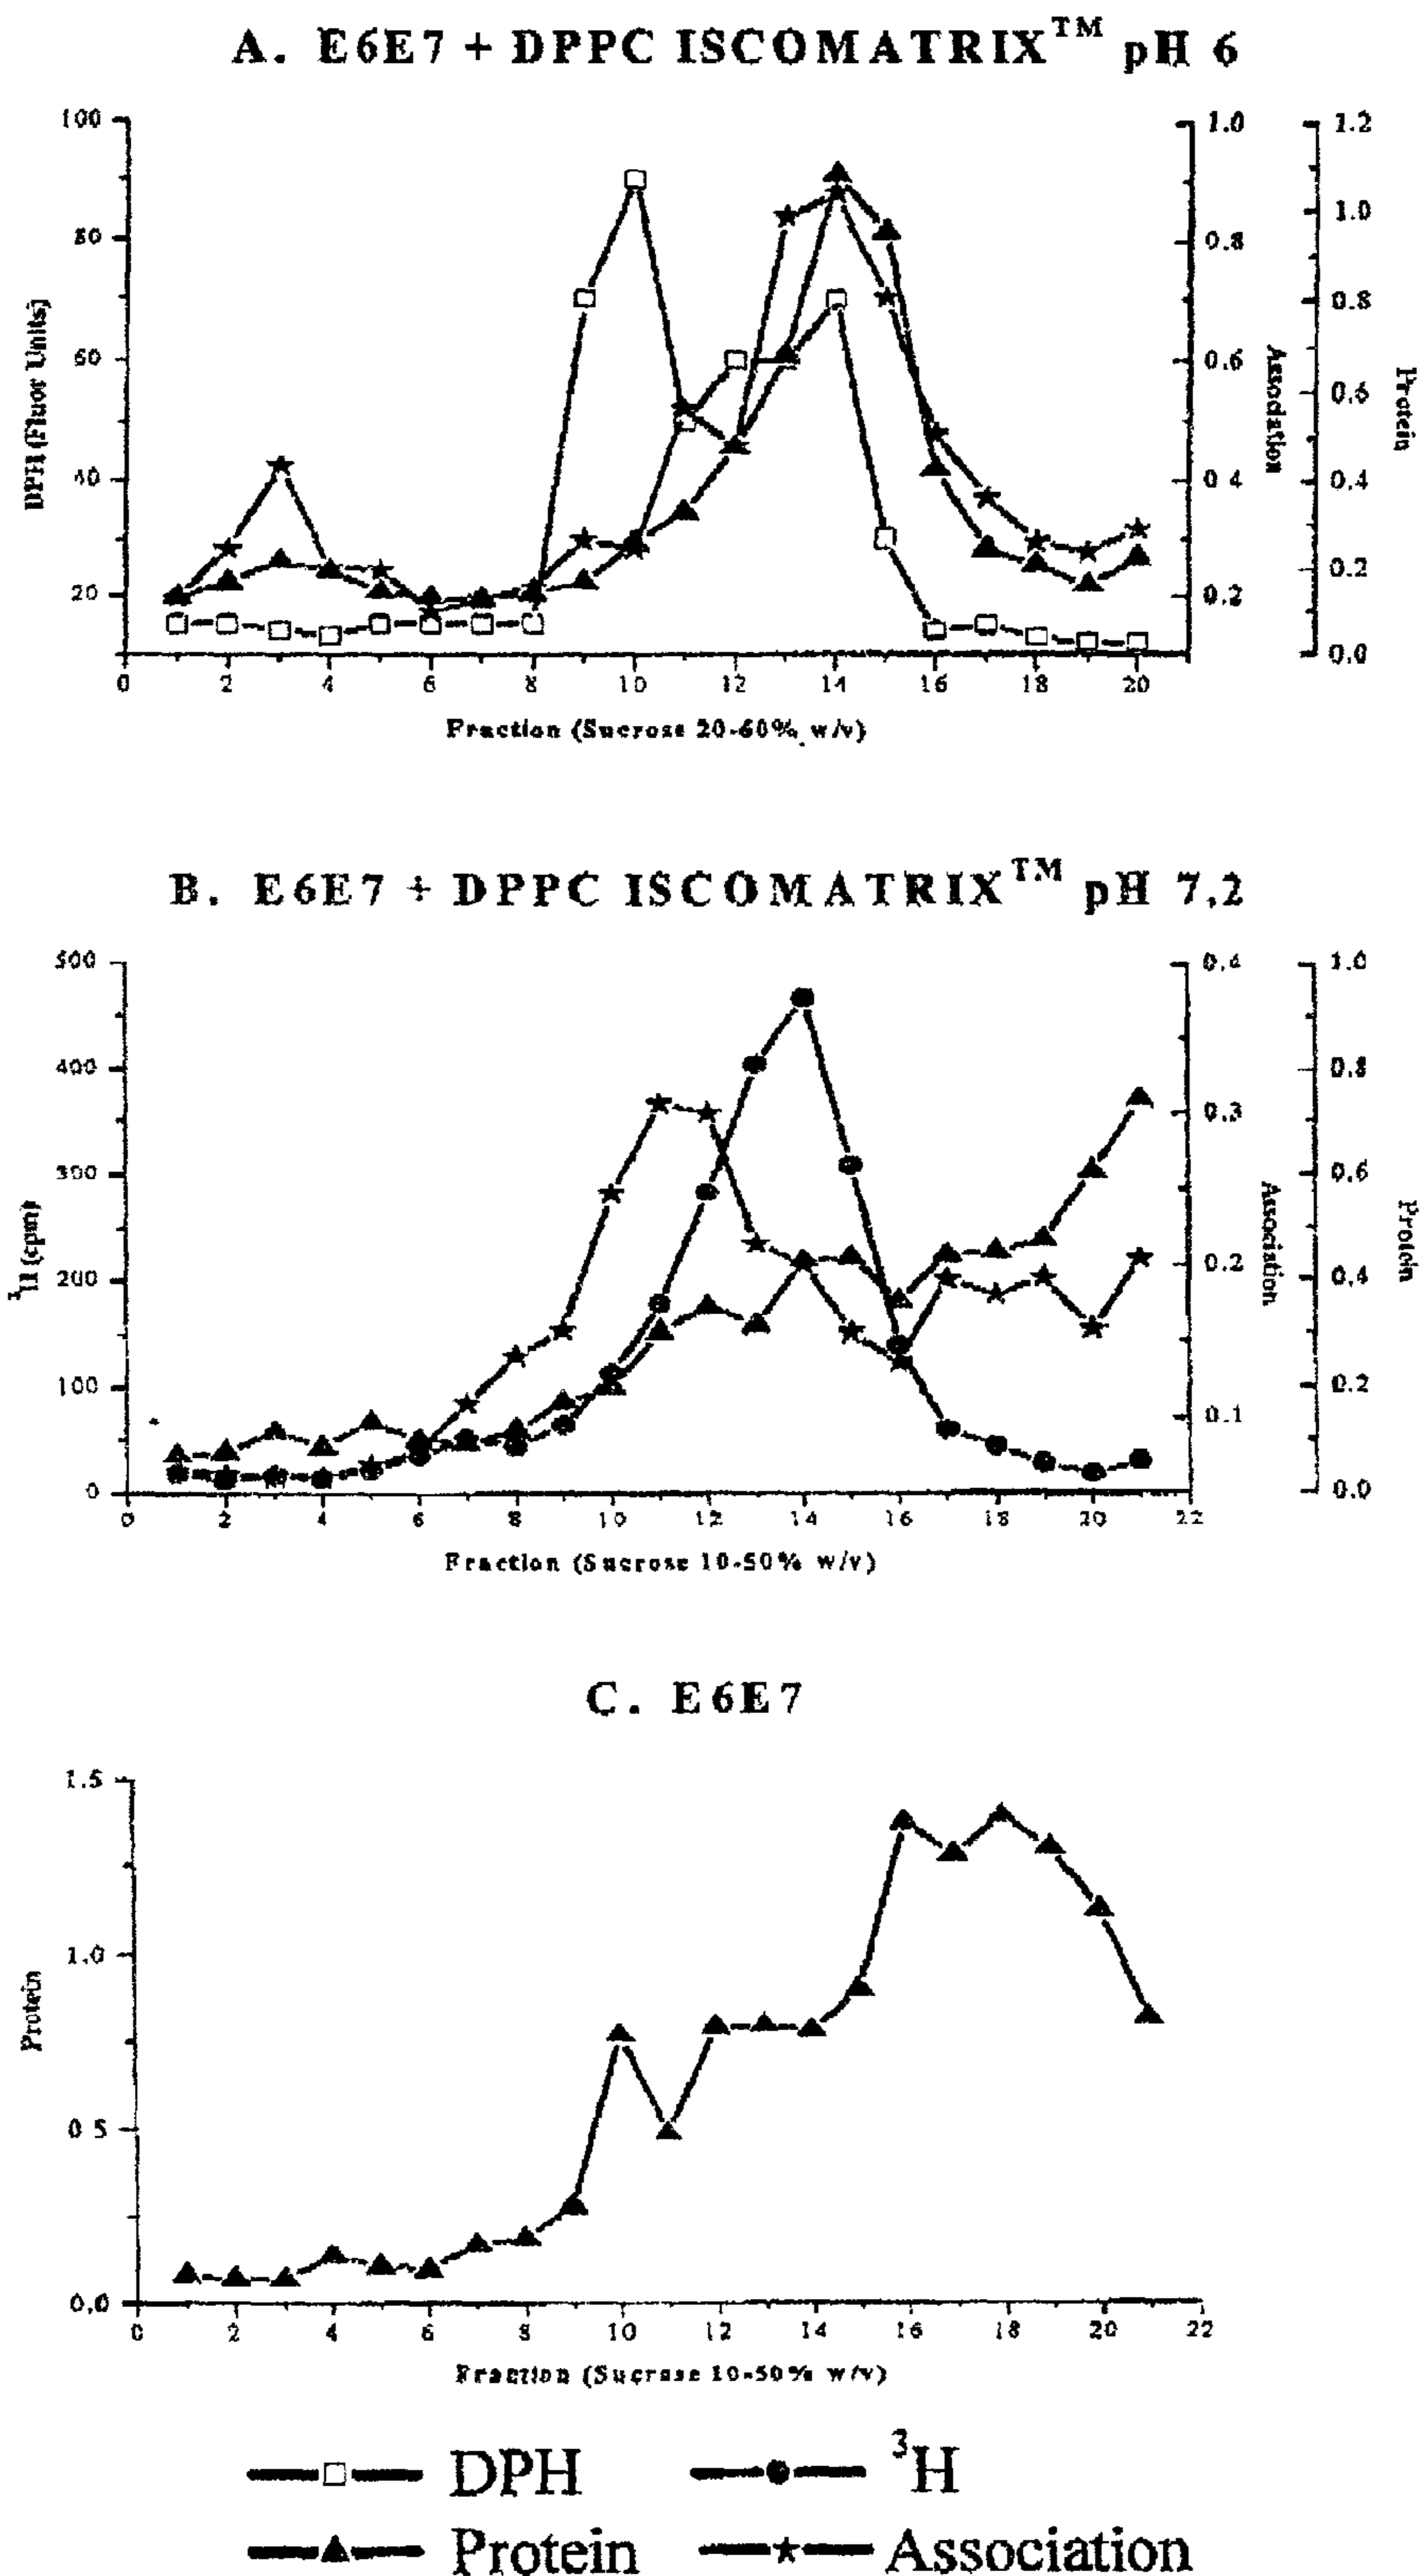 A. E6E7 + DPPC ISCOMATRIX™ pH 6
100
80
60
40
20
DPH (Fluor Units)
1.0
0.8
0.6
0.4
0.2
Association
1.2
1.0
0.8
0.6
0.4
0.2
0.0
Protein
0 2 4 6 8 10 12 14 16 18 20
Fraction (Sucrose 20-60% w/v)
B. E6E7 + DPPC ISCOMATRIX™ pH 7.2
500
400
300
200
100
0
³H (cpm)
0.4
0.3
0.2
0.1
Association
1.0
0.8
0.6
0.4
0.2
0.0
Protein
0 2 4 6 8 10 12 14 16 18 20 22
Fraction (Sucrose 10-50% w/v)
C. E6E7
1.5
1.0
0.5
0.0
Protein
0 2 4 6 8 10 12 14 16 18 20 22
Fraction (Sucrose 10-50% w/v)
DPH ³H
Protein Association